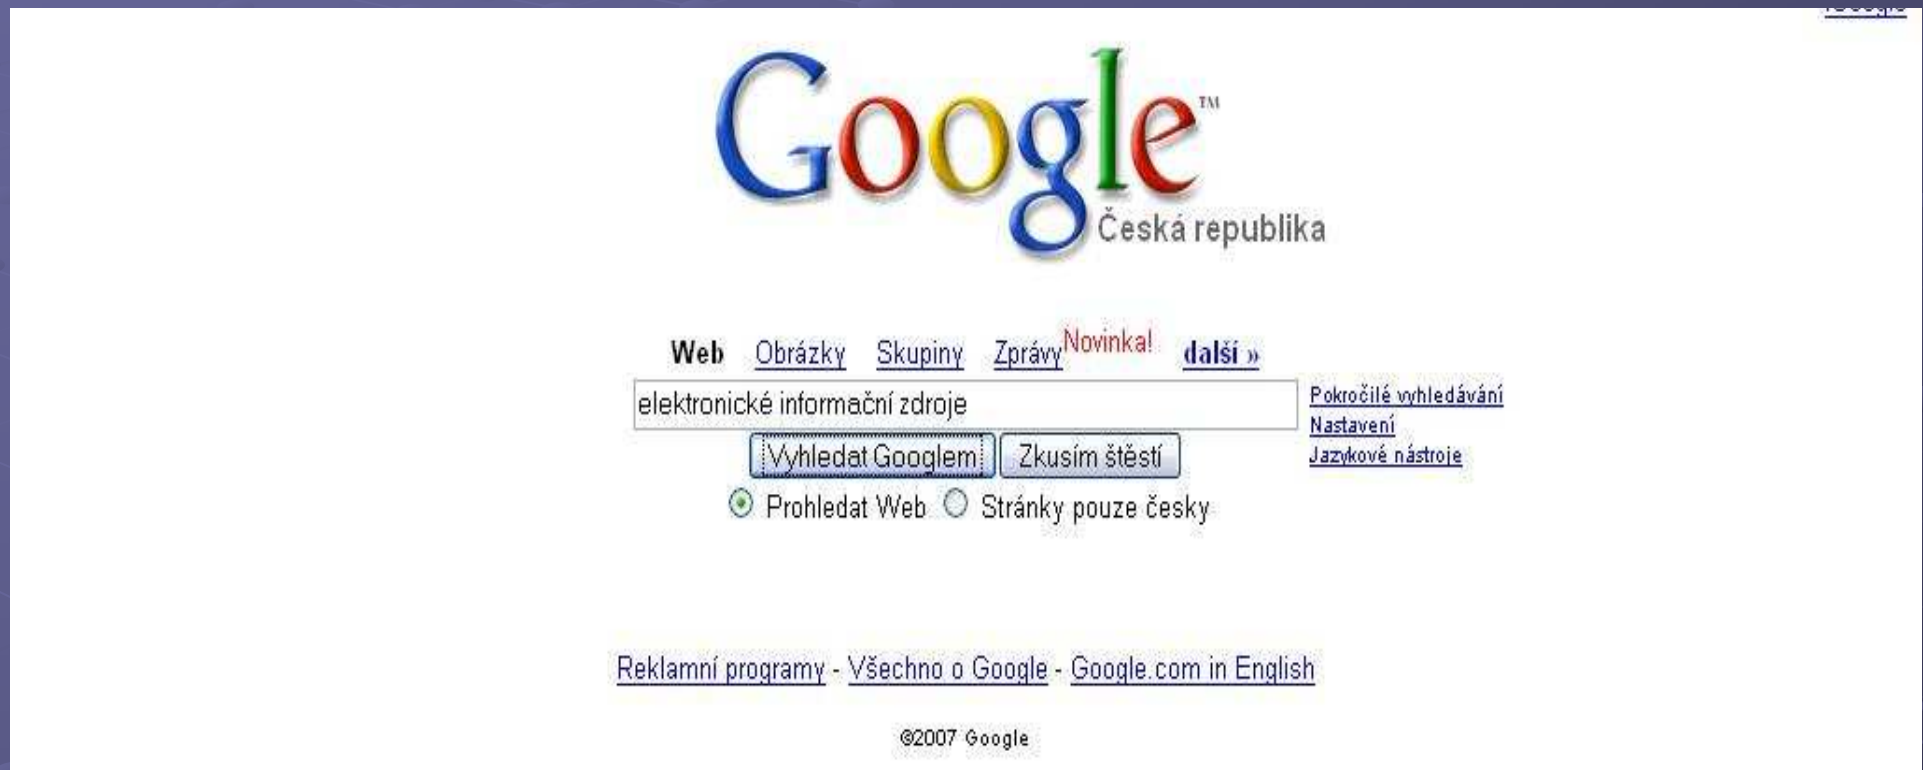 Google™
Česká republika
Web Obrázky Skupiny Zprávy Novinka! další »
elektronické informační zdroje
Pokročilé vyhledávání
Nastavení
Jazykové nástroje
Vyhledat Googlem Zkusím štěstí
Prohledat Web Stránky pouze česky
Reklamní programy - Všechno o Google - Google.com in English
©2007 Google